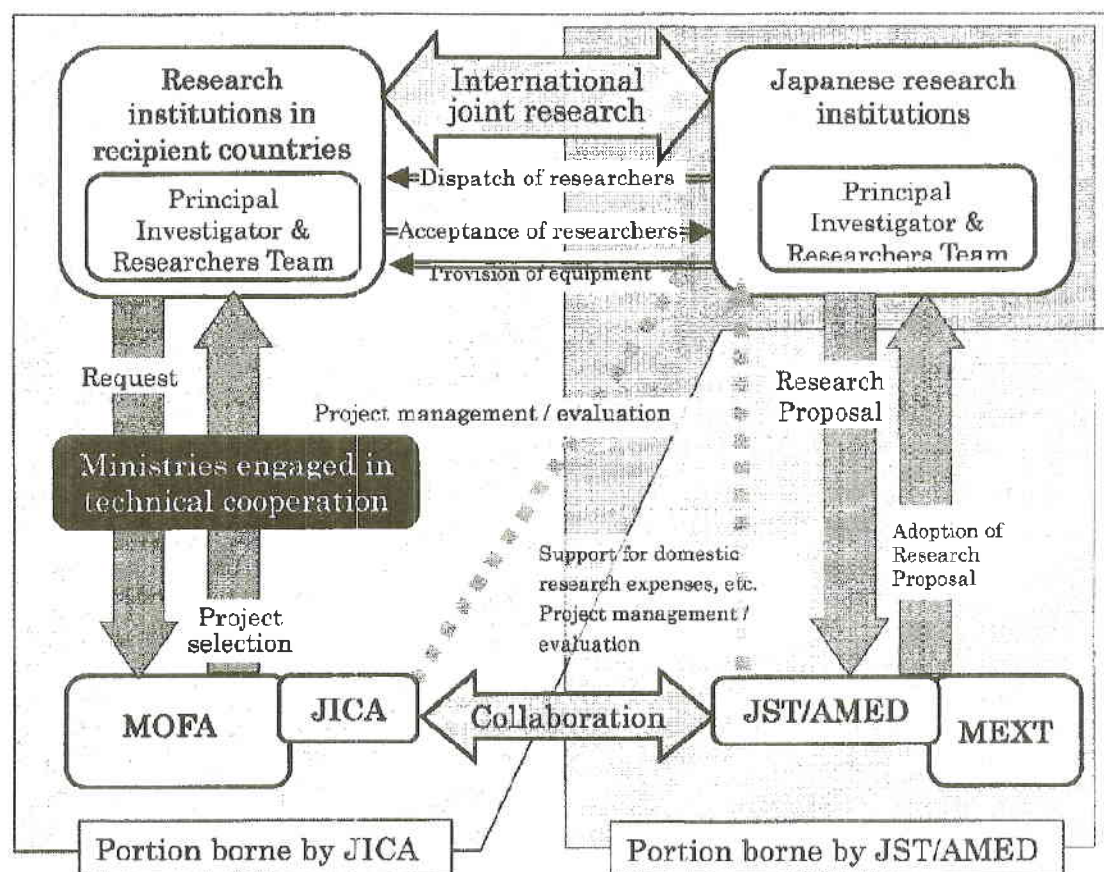 Research
institutions in
recipient countries
Principal
Investigator &
Researchers Team
International
joint research
Japanese research
institutions
Principal
Investigator &
Researchers Team
Dispatch of researchers
Acceptance of researchers
Provision of equipment
Request
Project management / evaluation
Research
Proposal
Ministries engaged in
technical cooperation
Adoption of
Research
Proposal
Support for domestic
research expenses, etc.
Project management /
evaluation
Project
selection
MOFA
JICA
Collaboration
JST/AMED
MEXT
Portion borne by JICA
Portion borne by JST/AMED